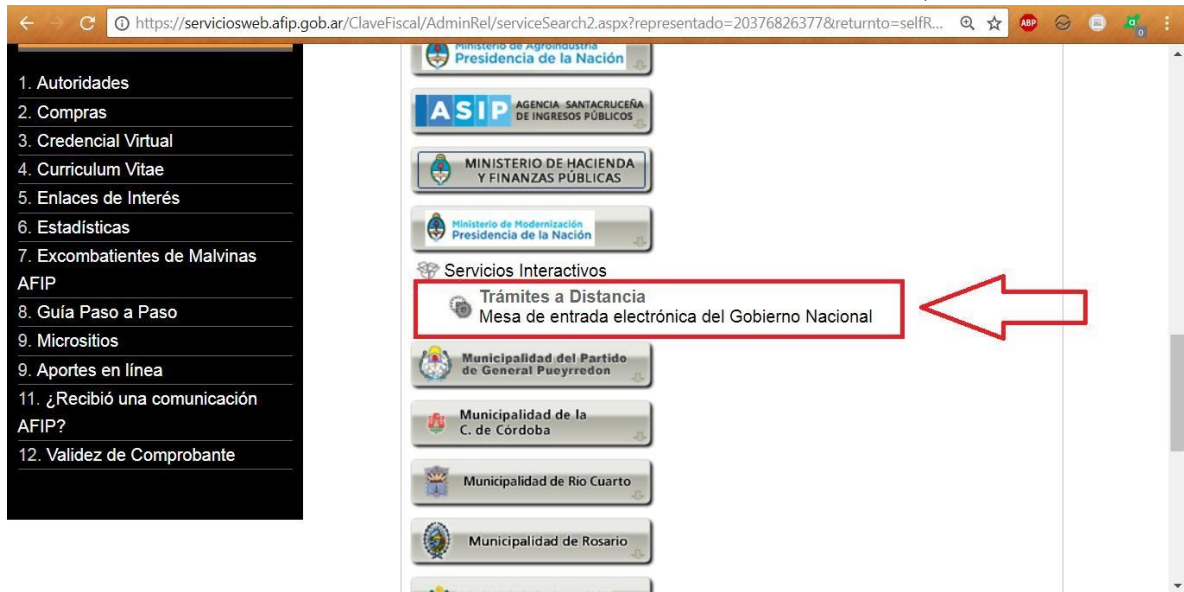 https://serviciosweb.afip.gob.ar/ClaveFiscal/AdminRel/serviceSearch2.aspx?representado=20376826377&returnto=selfR...
ABP
0
1. Autoridades
2. Compras
3. Credencial Virtual
4. Curriculum Vitae
5. Enlaces de Interés
6. Estadísticas
7. Excombatientes de Malvinas
AFIP
8. Guía Paso a Paso
9. Micrositios
9. Aportes en línea
11. ¿Recibió una comunicación
AFIP?
12. Validez de Comprobante
Ministerio de Agroindustria
Presidencia de la Nación
ASIP AGENCIA SANTACRUCEÑA
DE INGRESOS PÚBLICOS
MINISTERIO DE HACIENDA
Y FINANZAS PÚBLICAS
Ministerio de Modernización
Presidencia de la Nación
Servicios Interactivos
Trámites a Distancia
Mesa de entrada electrónica del Gobierno Nacional
Municipalidad del Partido
de General Pueyrredon
Municipalidad de la
C. de Córdoba
Municipalidad de Rio Cuarto
Municipalidad de Rosario